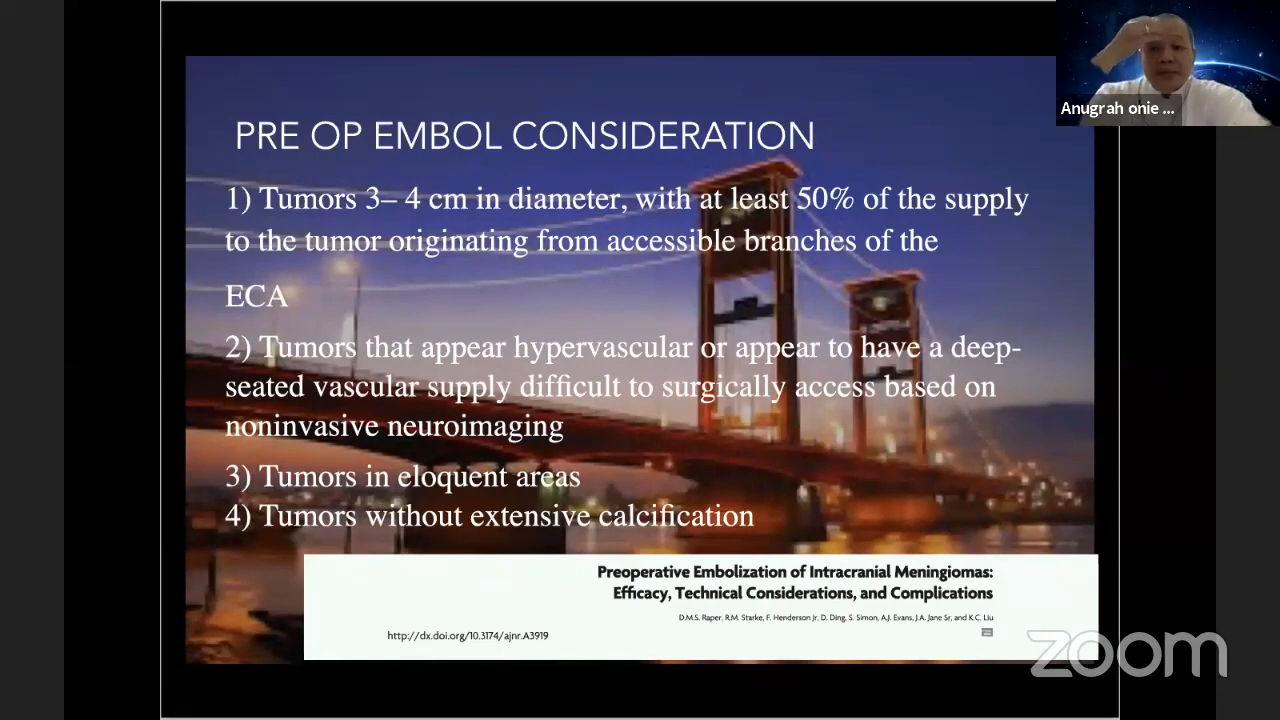 Anugrah onie ...
PRE OP EMBOL CONSIDERATION
1) Tumors 3– 4 cm in diameter, with at least 50% of the supply
to the tumor originating from accessible branches of the
ECA
2) Tumors that appear hypervascular or appear to have a deep-
seated vascular supply difficult to surgically access based on
noninvasive neuroimaging
3) Tumors in eloquent areas
4) Tumors without extensive calcification
Preoperative Embolization of Intracranial Meningiomas:
Efficacy, Technical Considerations, and Complications
D.M.S. Raper, R.M. Starke, F. Henderson Jr, D. Ding, S. Simon, A.J. Evans, J.A. Jane Sr, and K.C. Liu
http://dx.doi.org/10.3174/ajnr.A3919
zoom